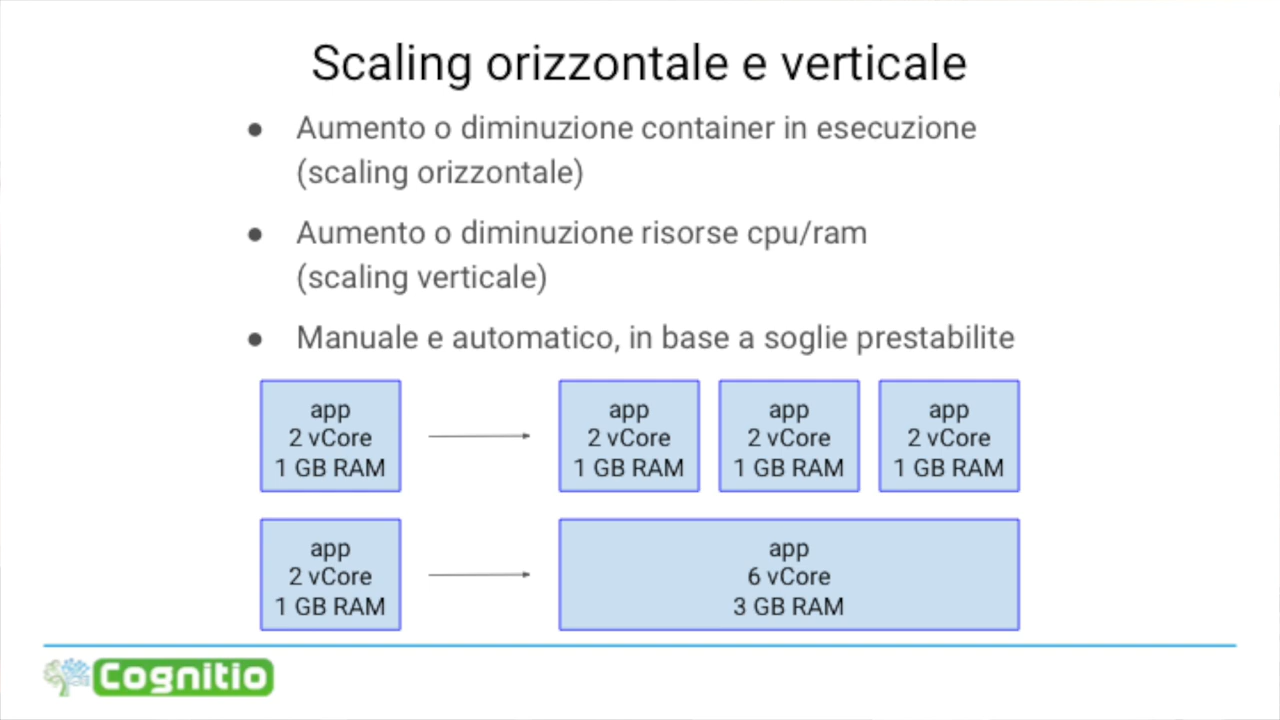 Scaling orizzontale e verticale
● Aumento o diminuzione container in esecuzione
(scaling orizzontale)
● Aumento o diminuzione risorse cpu/ram
(scaling verticale)
● Manuale e automatico, in base a soglie prestabilite
app
2 vCore
1 GB RAM
app
2 vCore
1 GB RAM
app
2 vCore
1 GB RAM
app
2 vCore
1 GB RAM
app
2 vCore
1 GB RAM
app
6 vCore
3 GB RAM
Cognitio